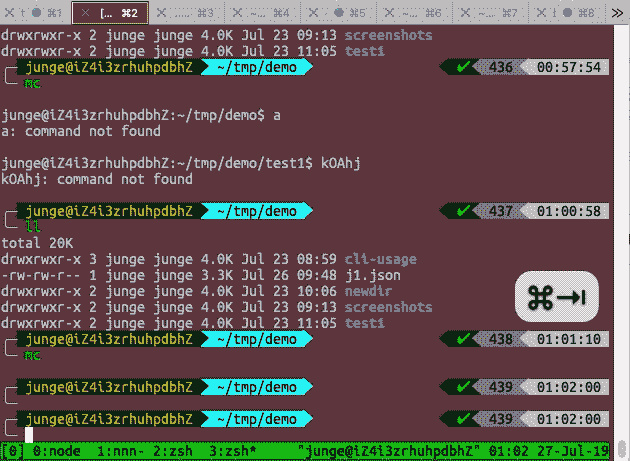 t ⌘1 [… ⌘2 ….. ⌘3 ~… ⌘4 ⌘5 ~… ⌘6 ~… ⌘7 t ⌘8
drwxrwxr-x 2 junge junge 4.0K Jul 23 09:13 screenshots
drwxrwxr-x 2 junge junge 4.0K Jul 23 11:05 test1
junge@iZ4i3zrhuhpdbhZ ~/tmp/demo ✔ 436 00:57:54
mc
junge@iZ4i3zrhuhpdbhZ:~/tmp/demo$ a
a: command not found
junge@iZ4i3zrhuhpdbhZ:~/tmp/demo/test1$ kOAhj
kOAhj: command not found
junge@iZ4i3zrhuhpdbhZ ~/tmp/demo ✔ 437 01:00:58
ll
total 20K
drwxrwxr-x 3 junge junge 4.0K Jul 23 08:59 cli-usage
-rw-rw-r-- 1 junge junge 3.3K Jul 26 09:48 j1.json
drwxrwxr-x 2 junge junge 4.0K Jul 23 10:06 newdir
drwxrwxr-x 2 junge junge 4.0K Jul 23 09:13 screenshots
drwxrwxr-x 2 junge junge 4.0K Jul 23 11:05 test1
⌘⇥
junge@iZ4i3zrhuhpdbhZ ~/tmp/demo ✔ 438 01:01:10
mc
junge@iZ4i3zrhuhpdbhZ ~/tmp/demo ✔ 439 01:02:00
junge@iZ4i3zrhuhpdbhZ ~/tmp/demo ✔ 439 01:02:00
[0] 0:node 1:nnn- 2:zsh 3:zsh* "junge@iZ4i3zrhuhpdbhZ" 01:02 27-Jul-19